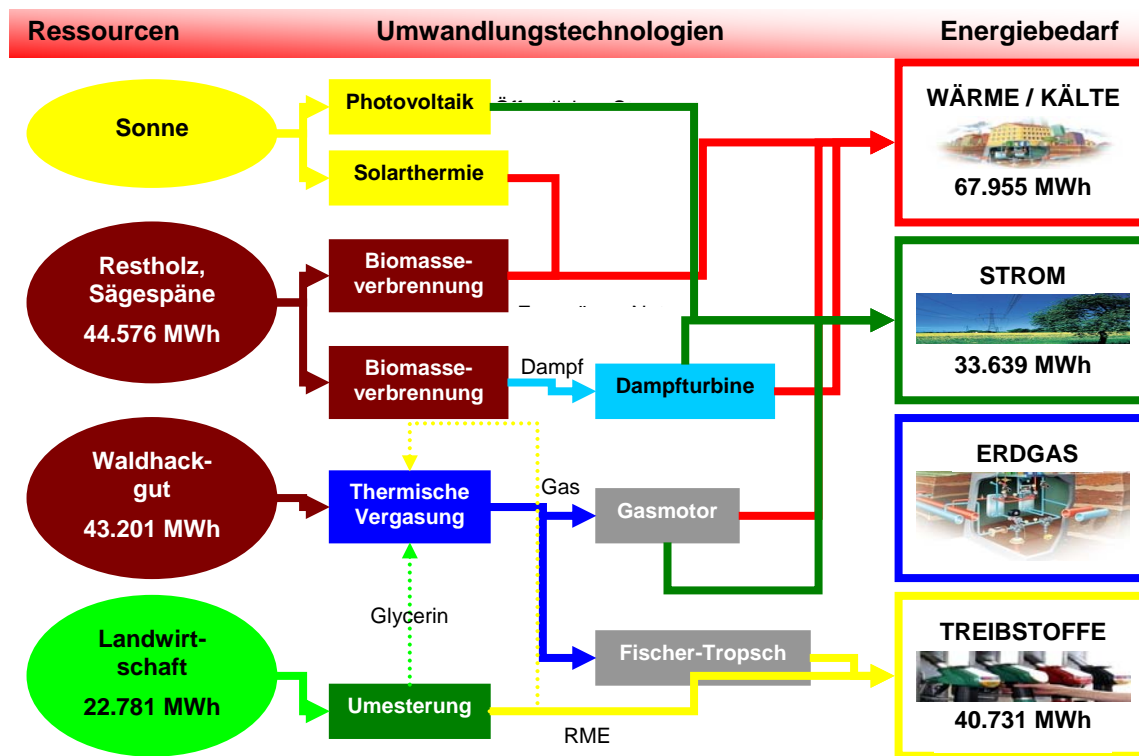 Ressourcen
Umwandlungstechnologien
Energiebedarf
Sonne
Photovoltaik
Solarthermie
WÄRME / KÄLTE
67.955 MWh
Restholz,
Sägespäne
44.576 MWh
Biomasse-
verbrennung
Biomasse-
verbrennung
Dampf
Dampfturbine
STROM
33.639 MWh
Waldhack-
gut
43.201 MWh
Thermische
Vergasung
Gas
Gasmotor
ERDGAS
Glycerin
Landwirt-
schaft
22.781 MWh
Umesterung
RME
Fischer-Tropsch
TREIBSTOFFE
40.731 MWh